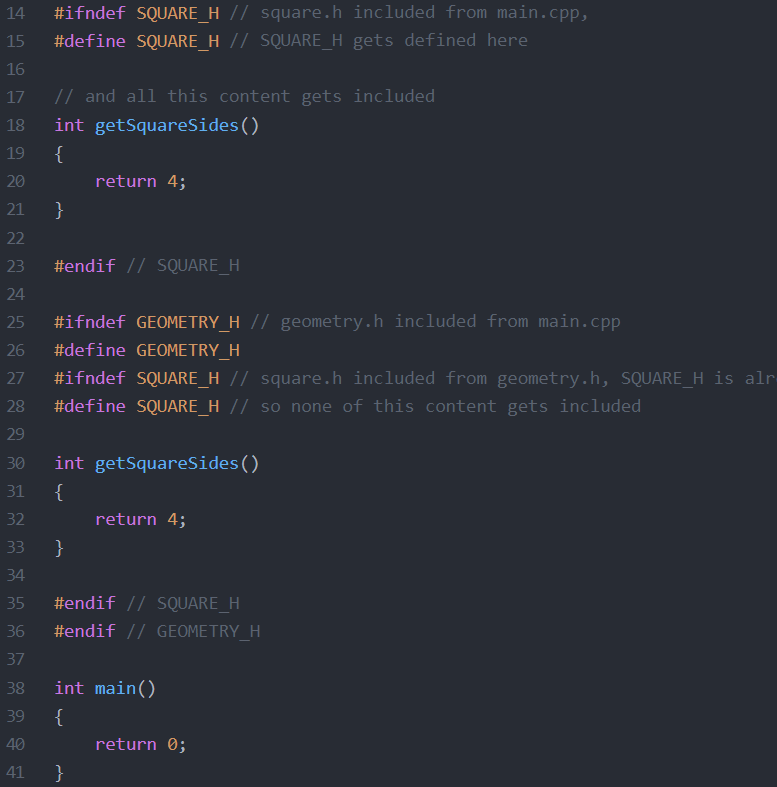 14 #ifndef SQUARE_H // square.h included from main.cpp,
15 #define SQUARE_H // SQUARE_H gets defined here
16
17 // and all this content gets included
18 int getSquareSides()
19 {
20     return 4;
21 }
22
23 #endif // SQUARE_H
24
25 #ifndef GEOMETRY_H // geometry.h included from main.cpp
26 #define GEOMETRY_H
27 #ifndef SQUARE_H // square.h included from geometry.h, SQUARE_H is alr
28 #define SQUARE_H // so none of this content gets included
29
30 int getSquareSides()
31 {
32     return 4;
33 }
34
35 #endif // SQUARE_H
36 #endif // GEOMETRY_H
37
38 int main()
39 {
40     return 0;
41 }